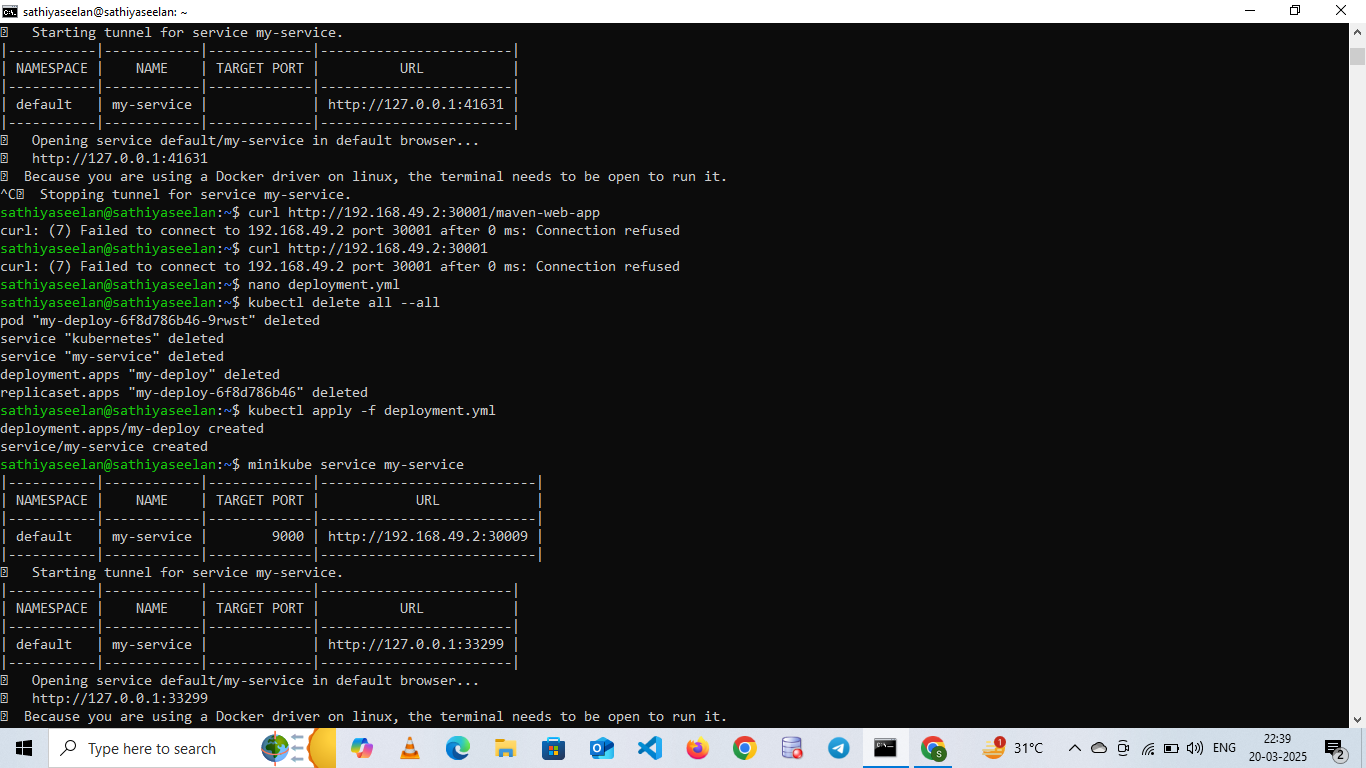 sathiyaseelan@sathiyaseelan: ~
Starting tunnel for service my-service.
|-----------|------------|-------------|------------------------|
| NAMESPACE |    NAME    | TARGET PORT |          URL           |
|-----------|------------|-------------|------------------------|
| default   | my-service |             | http://127.0.0.1:41631 |
|-----------|------------|-------------|------------------------|
Opening service default/my-service in default browser...
http://127.0.0.1:41631
Because you are using a Docker driver on linux, the terminal needs to be open to run it.
^C  Stopping tunnel for service my-service.
sathiyaseelan@sathiyaseelan:~$ curl http://192.168.49.2:30001/maven-web-app
curl: (7) Failed to connect to 192.168.49.2 port 30001 after 0 ms: Connection refused
sathiyaseelan@sathiyaseelan:~$ curl http://192.168.49.2:30001
curl: (7) Failed to connect to 192.168.49.2 port 30001 after 0 ms: Connection refused
sathiyaseelan@sathiyaseelan:~$ nano deployment.yml
sathiyaseelan@sathiyaseelan:~$ kubectl delete all --all
pod "my-deploy-6f8d786b46-9rwst" deleted
service "kubernetes" deleted
service "my-service" deleted
deployment.apps "my-deploy" deleted
replicaset.apps "my-deploy-6f8d786b46" deleted
sathiyaseelan@sathiyaseelan:~$ kubectl apply -f deployment.yml
deployment.apps/my-deploy created
service/my-service created
sathiyaseelan@sathiyaseelan:~$ minikube service my-service
|-----------|------------|-------------|---------------------------|
| NAMESPACE |    NAME    | TARGET PORT |            URL            |
|-----------|------------|-------------|---------------------------|
| default   | my-service |        9000 | http://192.168.49.2:30009 |
|-----------|------------|-------------|---------------------------|
Starting tunnel for service my-service.
|-----------|------------|-------------|------------------------|
| NAMESPACE |    NAME    | TARGET PORT |          URL           |
|-----------|------------|-------------|------------------------|
| default   | my-service |             | http://127.0.0.1:33299 |
|-----------|------------|-------------|------------------------|
Opening service default/my-service in default browser...
http://127.0.0.1:33299
Because you are using a Docker driver on linux, the terminal needs to be open to run it.
Type here to search
S
1
31°C
ENG
22:39
20-03-2025
2